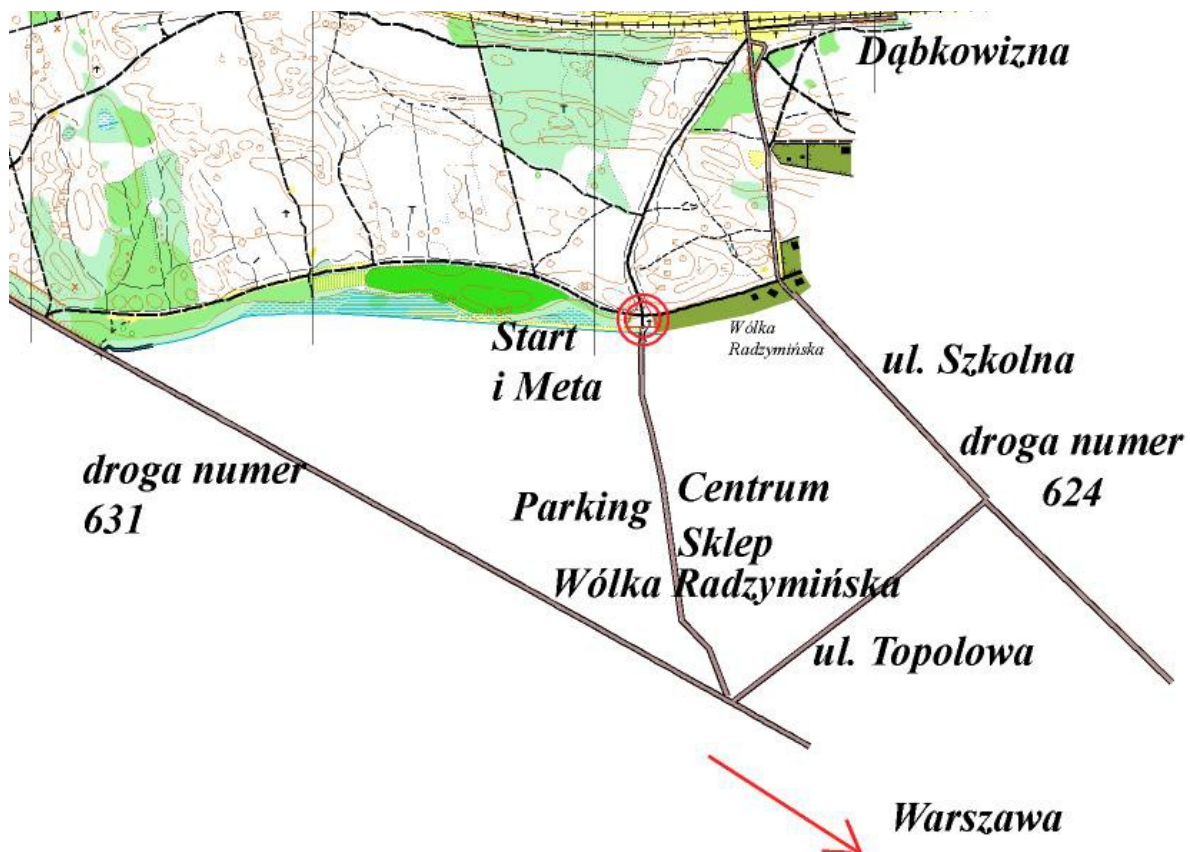 Dąbkowizna
Start
i Meta
Wólka
Radzymińska
ul. Szkolna
droga numer
631
droga numer
624
Parking
Centrum
Sklep
Wólka Radzymińska
ul. Topolowa
Warszawa